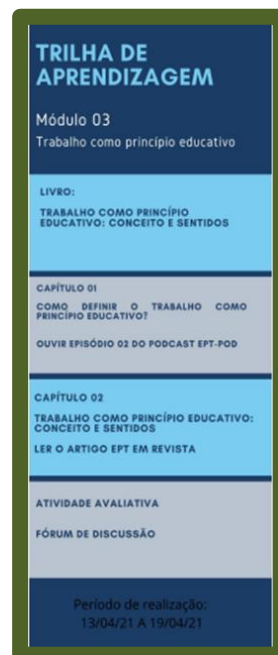 TRILHA DE
APRENDIZAGEM
Módulo 03
Trabalho como princípio educativo
LIVRO:
TRABALHO COMO PRINCÍPIO
EDUCATIVO: CONCEITO E SENTIDOS
CAPÍTULO 01
COMO DEFINIR O TRABALHO COMO
PRINCÍPIO EDUCATIVO?
OUVIR EPISÓDIO 02 DO PODCAST EPT-POD
CAPÍTULO 02
TRABALHO COMO PRINCÍPIO EDUCATIVO:
CONCEITO E SENTIDOS
LER O ARTIGO EPT EM REVISTA
ATIVIDADE AVALIATIVA
FÓRUM DE DISCUSSÃO
Período de realização:
13/04/21 A 19/04/21